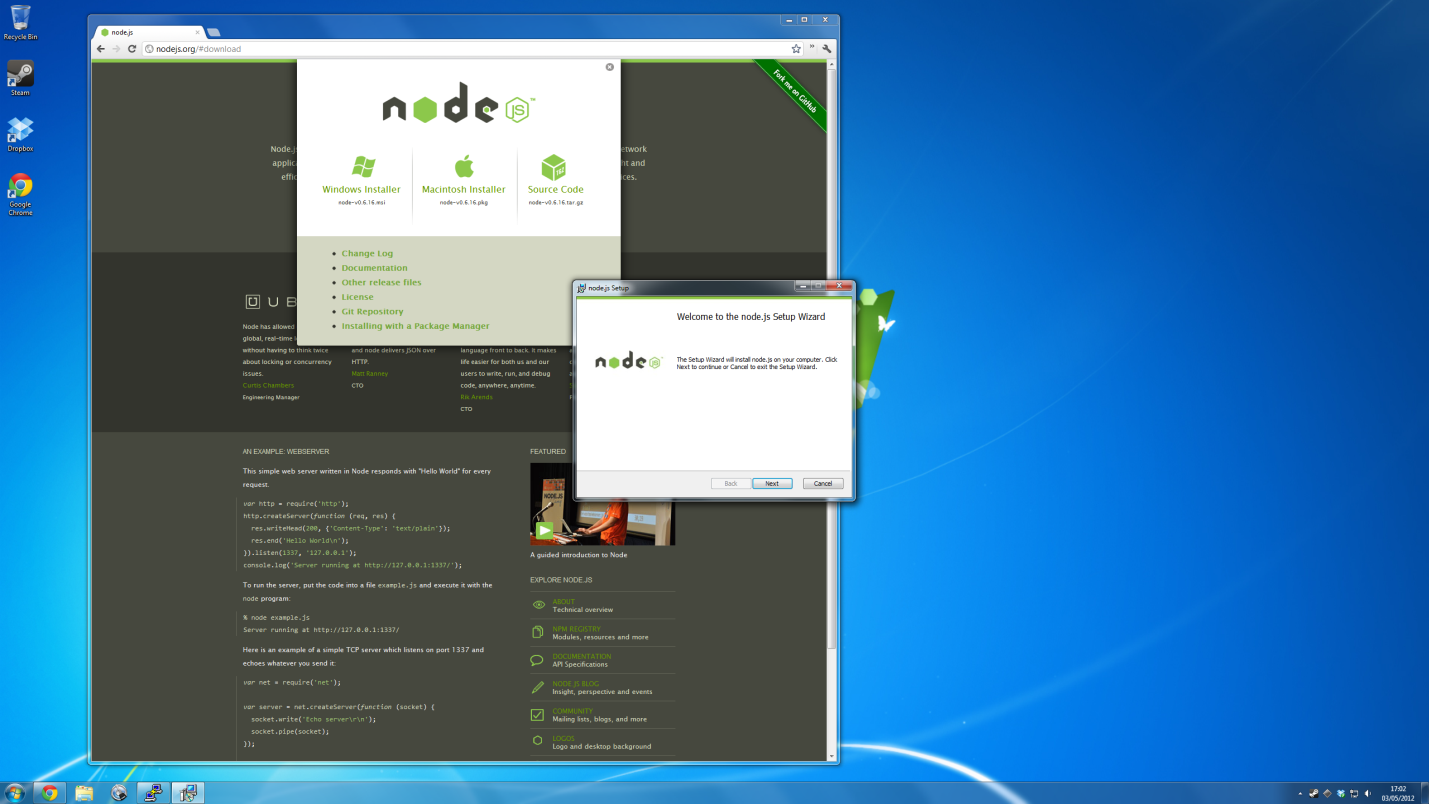 Recycle Bin
Steam
Dropbox
Google
Chrome
node.js
nodejs.org/#download
Fork me on GitHub
node JS™
Node.j
etwork
applic
ht and
effic
ices.
Windows Installer
node-v0.6.16.msi
Macintosh Installer
node-v0.6.16.pkg
Source Code
node-v0.6.16.tar.gz
Change Log
Documentation
Other release files
License
Git Repository
Installing with a Package Manager
U B
Node has allowed
global, real-time s
without having to think twice
about locking or concurrency
issues.
Curtis Chambers
Engineering Manager
and node delivers JSON over
HTTP.
Matt Ranney
CTO
language front to back. It makes
life easier for both us and our
users to write, run, and debug
code, anywhere, anytime.
Rik Arends
CTO
node.js Setup
Welcome to the node.js Setup Wizard
node JS
The Setup Wizard will install node.js on your computer. Click
Next to continue or Cancel to exit the Setup Wizard.
Back
Next
Cancel
AN EXAMPLE: WEBSERVER
This simple web server written in Node responds with "Hello World" for every
request.
var http = require('http');
http.createServer(function (req, res) {
res.writeHead(200, {'Content-Type': 'text/plain'});
res.end('Hello World\n');
}).listen(1337, '127.0.0.1');
console.log('Server running at http://127.0.0.1:1337/');
To run the server, put the code into a file example.js and execute it with the
node program:
% node example.js
Server running at http://127.0.0.1:1337/
Here is an example of a simple TCP server which listens on port 1337 and
echoes whatever you send it:
var net = require('net');
var server = net.createServer(function (socket) {
socket.write('Echo server\r\n');
socket.pipe(socket);
});
FEATURED
NODE.JS
A guided introduction to Node
EXPLORE NODE.JS
ABOUT
Technical overview
NPM REGISTRY
Modules, resources and more
DOCUMENTATION
API Specifications
NODE.JS BLOG
Insight, perspective and events
COMMUNITY
Mailing lists, blogs, and more
LOGOS
Logo and desktop background
17:02
03/05/2012